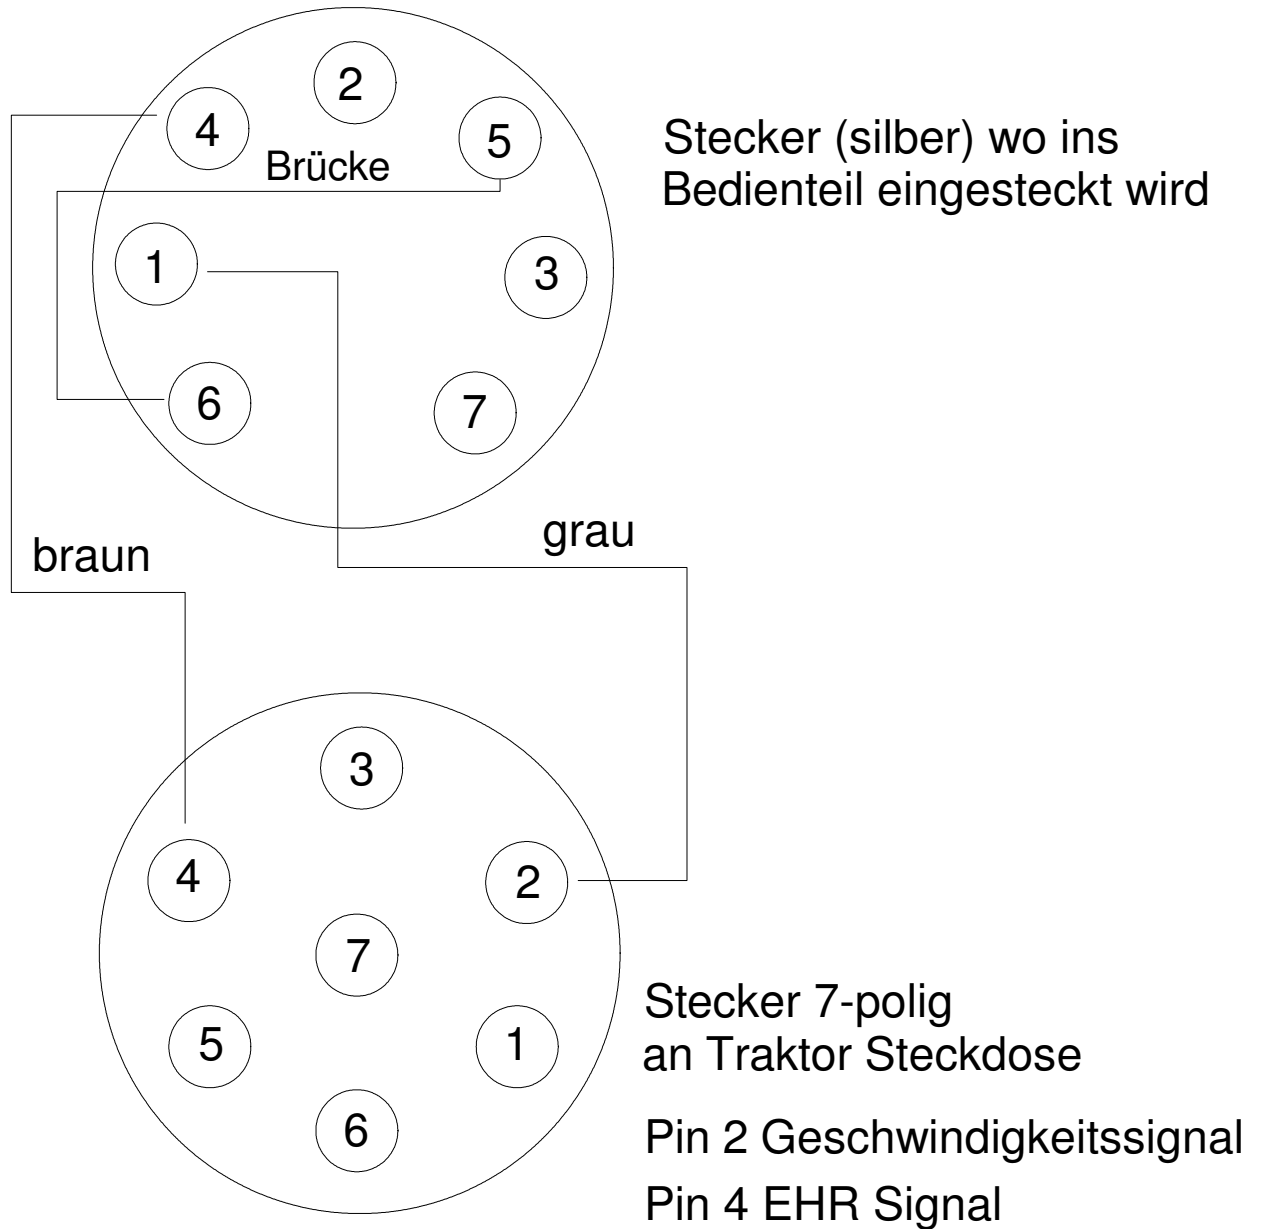 2
4
5
Brücke
Stecker (silber) wo ins
Bedienteil eingesteckt wird
1
3
6
7
braun
grau
3
4
2
7
5
1
6
Stecker 7-polig
an Traktor Steckdose
Pin 2 Geschwindigkeitssignal
Pin 4 EHR Signal